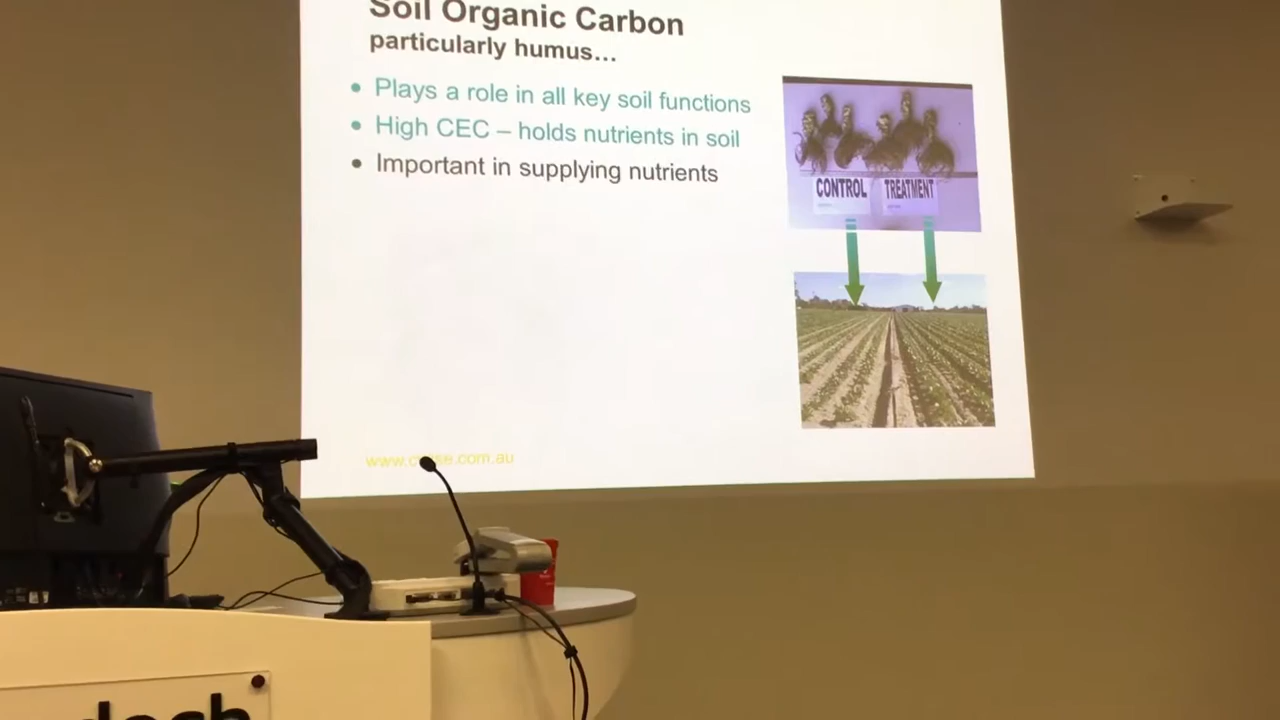 Soil Organic Carbon
particularly humus…
• Plays a role in all key soil functions
• High CEC – holds nutrients in soil
• Important in supplying nutrients
CONTROL TREATMENT